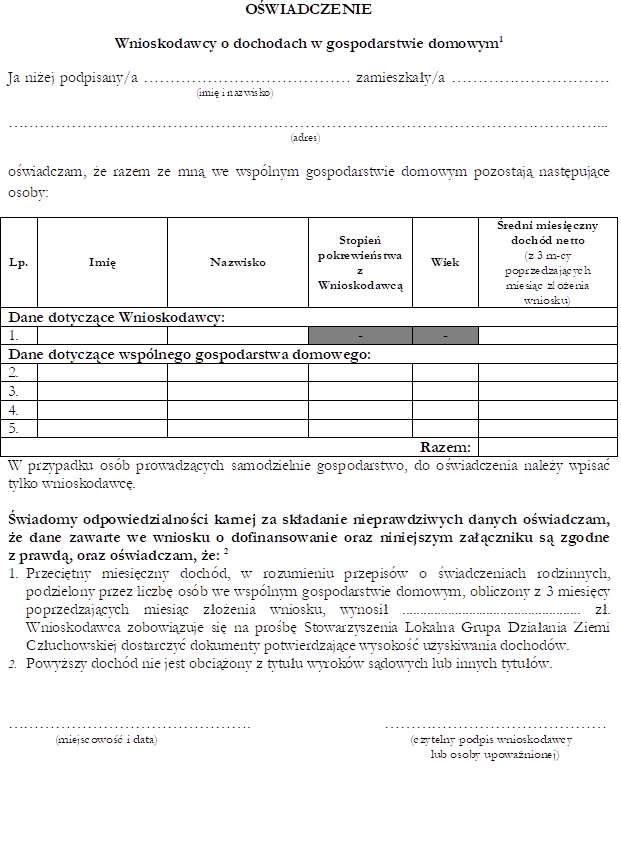 OŚWIADCZENIE
Wnioskodawcy o dochodach w gospodarstwie domowym¹
Ja niżej podpisany/a ………………………………… zamieszkały/a …………………………
(imię i nazwisko)
…………………………………………………………………………………………………...
(adres)
oświadczam, że razem ze mną we wspólnym gospodarstwie domowym pozostają następujące
osoby:
Lp. Imię Nazwisko Stopień pokrewieństwa z Wnioskodawcą Wiek Średni miesięczny dochód netto (z 3 m-cy poprzedzających miesiąc złożenia wniosku)
Dane dotyczące Wnioskodawcy:
1. - -
Dane dotyczące wspólnego gospodarstwa domowego:
2.
3.
4.
5.
Razem:
W przypadku osób prowadzących samodzielnie gospodarstwo, do oświadczenia należy wpisać
tylko wnioskodawcę.
Świadomy odpowiedzialności karnej za składanie nieprawdziwych danych oświadczam,
że dane zawarte we wniosku o dofinansowanie oraz niniejszym załączniku są zgodne
z prawdą, oraz oświadczam, że: ²
1. Przeciętny miesięczny dochód, w rozumieniu przepisów o świadczeniach rodzinnych,
podzielony przez liczbę osób we wspólnym gospodarstwie domowym, obliczony z 3 miesięcy
poprzedzających miesiąc złożenia wniosku, wynosił ................................................ zł.
Wnioskodawca zobowiązuje się na prośbę Stowarzyszenia Lokalna Grupa Działania Ziemi
Człuchowskiej dostarczyć dokumenty potwierdzające wysokość uzyskiwania dochodów.
2. Powyższy dochód nie jest obciążony z tytułu wyroków sądowych lub innych tytułów.
………………………………………. ……………………………………
(miejscowość i data) (czytelny podpis wnioskodawcy
lub osoby upoważnionej)